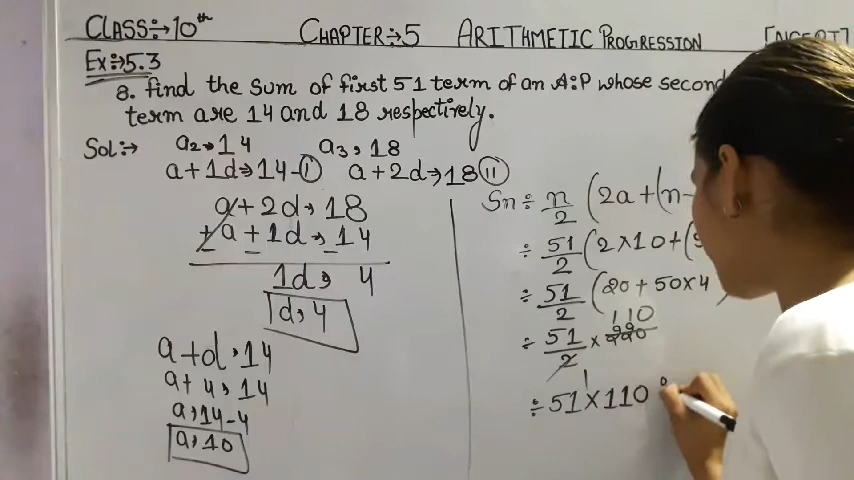 CLASS:→10th CHAPTER:→5 ARITHMETIC PROGRESSION [NCERT]
Ex:→5.3
8. find the sum of first 51 term of an A:P whose second
term are 14 and 18 respectively.
Sol:→ a2→14 a3,18
a+1d→14-(I) a+2d→18(II)
a+2d,18
+a+1d,14
- - -
1d, 4
d,4
a+d,14
a+4,14
a,14-4
a,10
Sn÷ n/2 (2a+(n-
÷ 51/2 (2×10+(5
÷ 51/2 (20+50×4
110
÷ 51/2 × 220
1
÷51×110